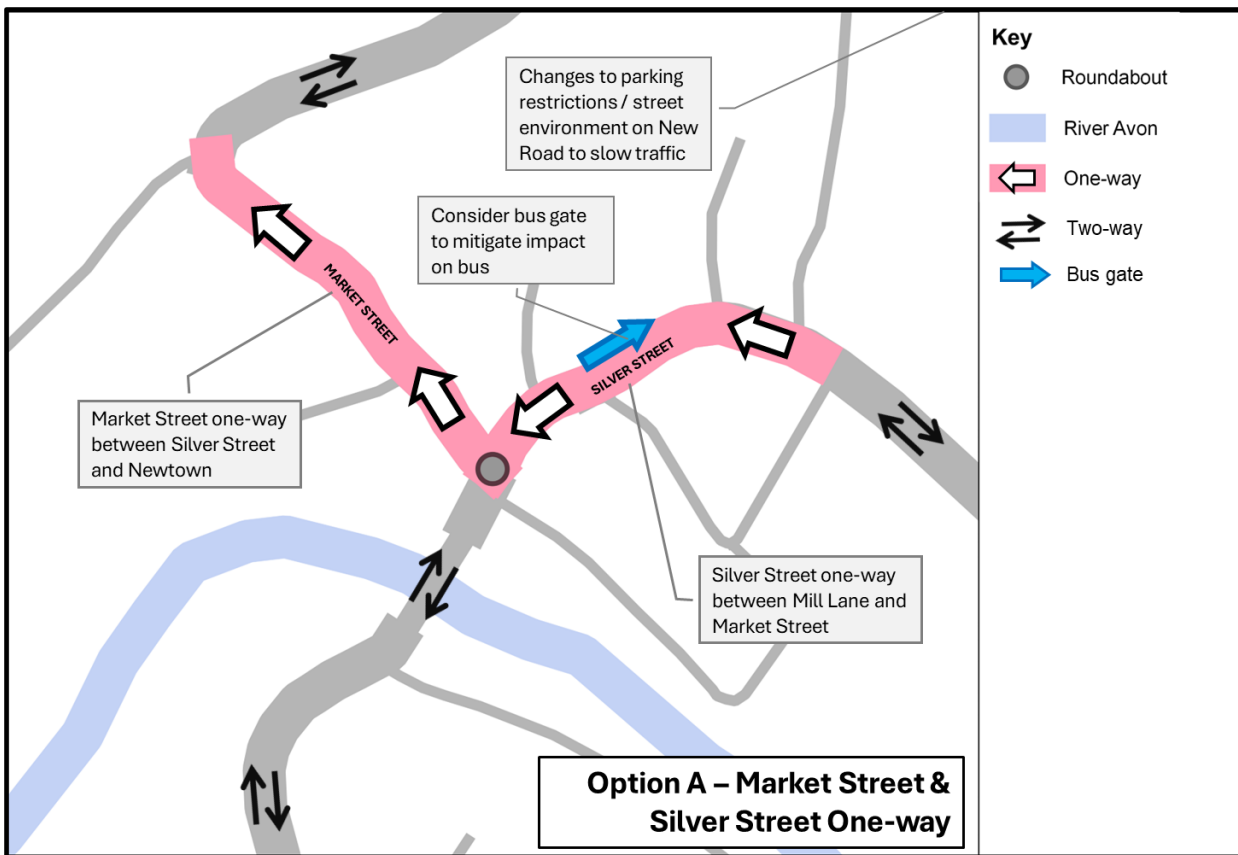 Changes to parking
restrictions / street
environment on New
Road to slow traffic
Consider bus gate
to mitigate impact
on bus
MARKET STREET
SILVER STREET
Market Street one-way
between Silver Street
and Newtown
Silver Street one-way
between Mill Lane and
Market Street
Option A – Market Street &
Silver Street One-way
Key
Roundabout
River Avon
One-way
Two-way
Bus gate